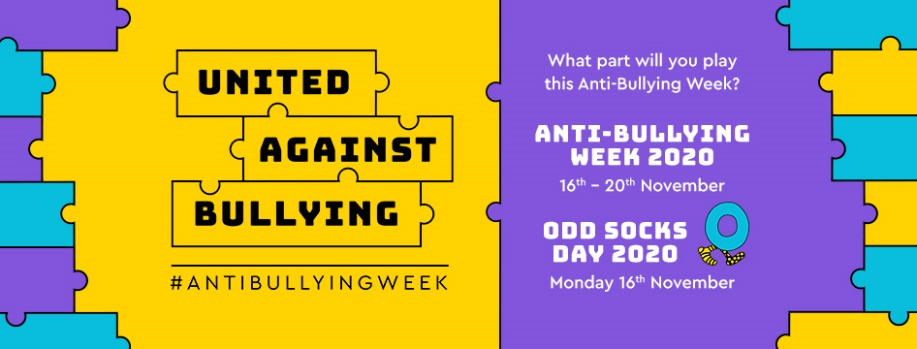 UNITED
AGAINST
BULLYING
#ANTIBULLYINGWEEK
What part will you play
this Anti-Bullying Week?
ANTI-BULLYING
WEEK 2020
16th – 20th November
ODD SOCKS
DAY 2020
Monday 16th November